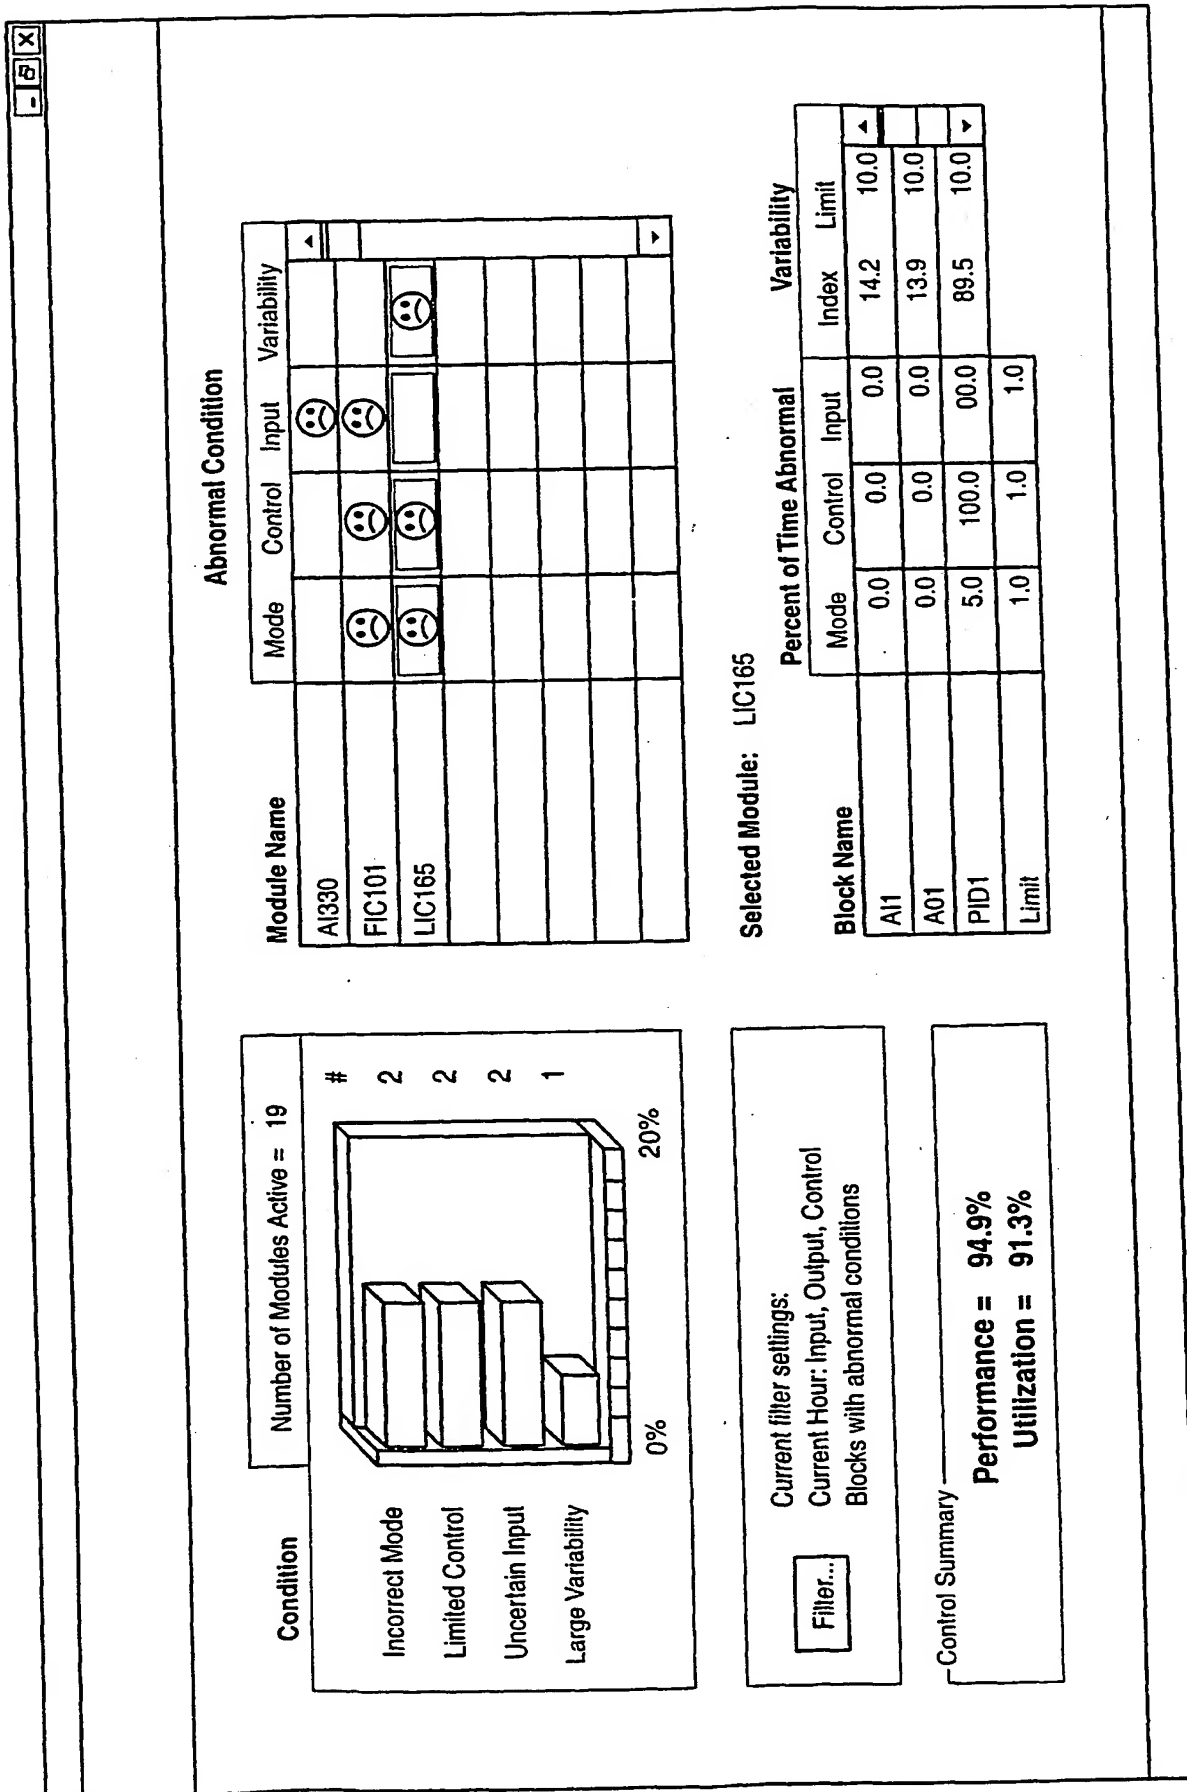 Condition
Number of Modules Active = 19
#
Incorrect Mode 2
Limited Control 2
Uncertain Input 2
Large Variability 1
0% 20%
Filter...
Current filter settings:
Current Hour: Input, Output, Control
Blocks with abnormal conditions
Control Summary
Performance = 94.9%
Utilization = 91.3%
Abnormal Condition
Module Name Mode Control Input Variability
AI330
FIC101
LIC165
Selected Module: LIC165
Percent of Time Abnormal Variability
Block Name Mode Control Input Index Limit
AI1 0.0 0.0 0.0 14.2 10.0
A01 0.0 0.0 0.0 13.9 10.0
PID1 5.0 100.0 00.0 89.5 10.0
Limit 1.0 1.0 1.0